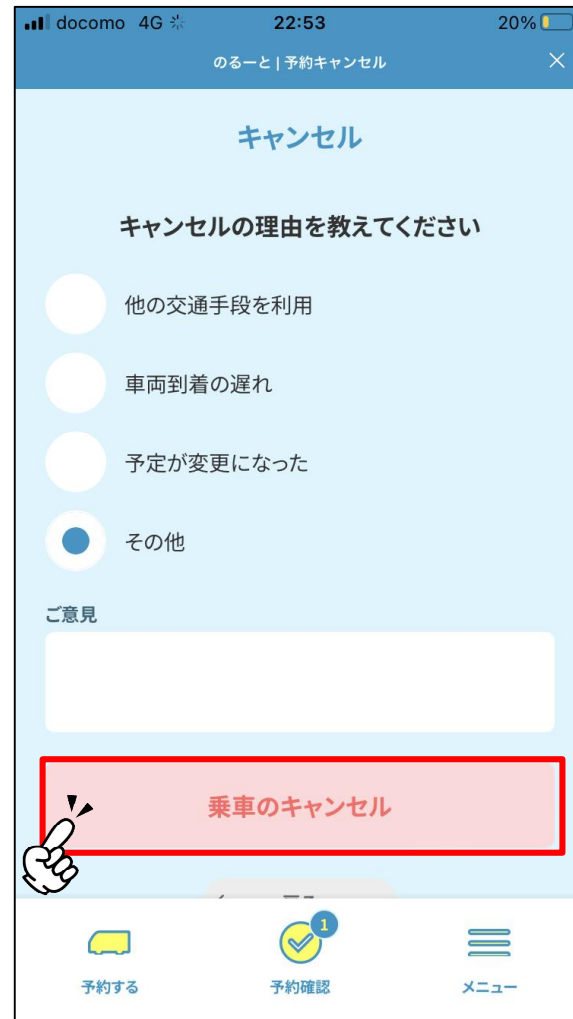 docomo 4G 22:53 20%
のるーと|予約キャンセル
キャンセル
キャンセルの理由を教えてください
他の交通手段を利用
車両到着の遅れ
予定が変更になった
その他
ご意見
乗車のキャンセル
1
予約する 予約確認 メニュー